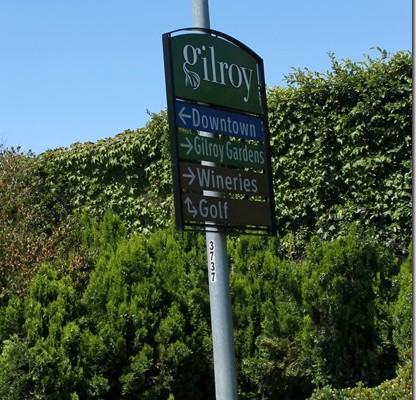 gilroy
← Downtown
→ Gilroy Gardens
→ Wineries
↳ Golf
3737